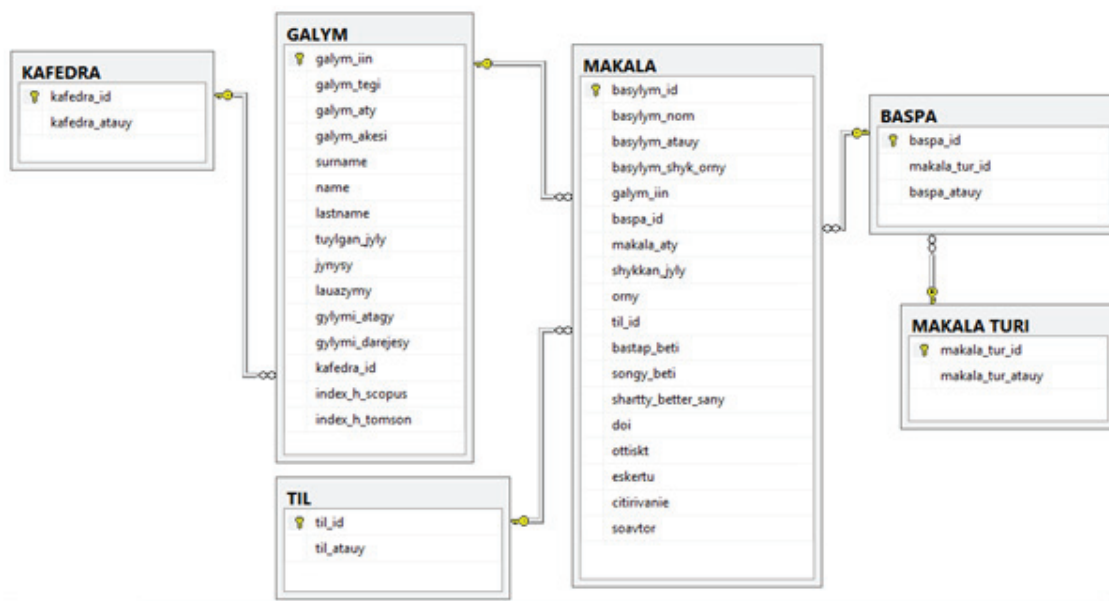 KAFEDRA
kafedra_id
kafedra_atauy
GALYM
galym_iin
galym_tegi
galym_aty
galym_akesi
surname
name
lastname
tuylgan_jyly
jynysy
lauazymy
gylymi_atagy
gylymi_darejesy
kafedra_id
index_h_scopus
index_h_tomson
TIL
til_id
til_atauy
MAKALA
basylym_id
basylym_nom
basylym_atauy
basylym_shyk_orny
galym_iin
baspa_id
makala_aty
shykkan_jyly
orny
til_id
bastap_beti
songy_beti
shartty_better_sany
doi
ottiskt
eskertu
citirivanie
soavtor
BASPA
baspa_id
makala_tur_id
baspa_atauy
MAKALA TURI
makala_tur_id
makala_tur_atauy